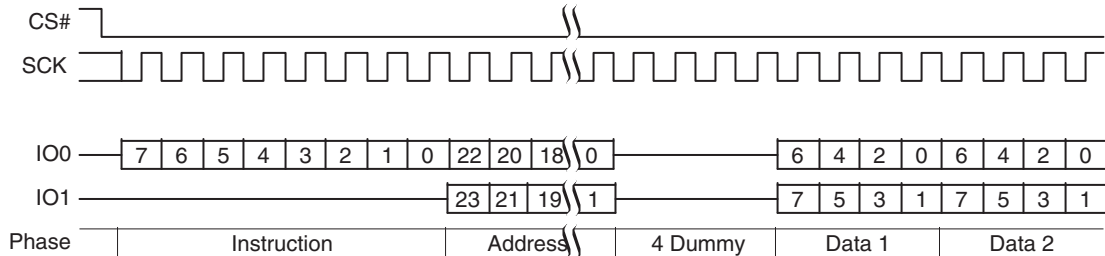 CS#
SCK
IO0 7 6 5 4 3 2 1 0 22 20 18 0 6 4 2 0 6 4 2 0
IO1 23 21 19 1 7 5 3 1 7 5 3 1
Phase Instruction Address 4 Dummy Data 1 Data 2